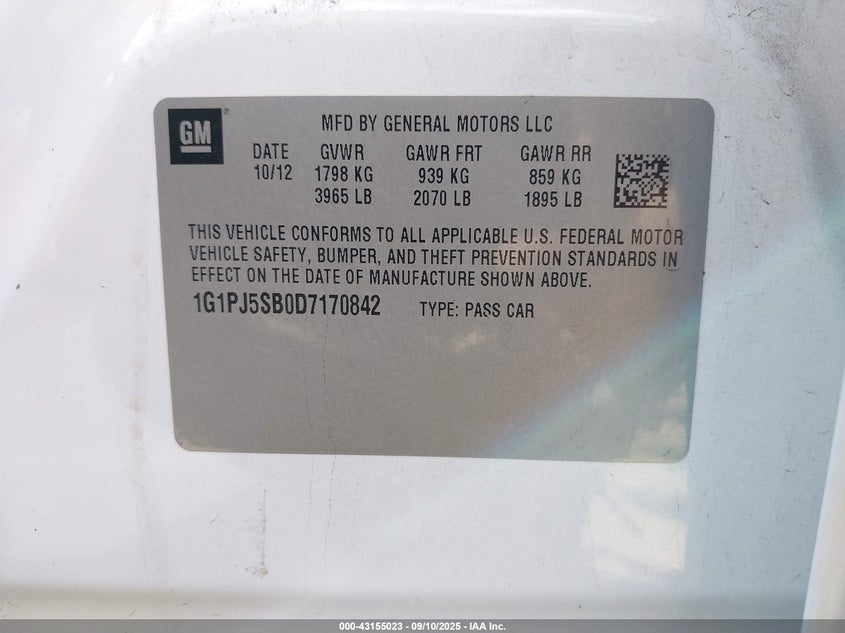 GM®
MFD BY GENERAL MOTORS LLC
DATE GVWR GAWR FRT GAWR RR
10/12 1798 KG 939 KG 859 KG
3965 LB 2070 LB 1895 LB
THIS VEHICLE CONFORMS TO ALL APPLICABLE U.S. FEDERAL MOTOR
VEHICLE SAFETY, BUMPER, AND THEFT PREVENTION STANDARDS IN
EFFECT ON THE DATE OF MANUFACTURE SHOWN ABOVE.
1G1PJ5SB0D7170842 TYPE: PASS CAR
000-43155023 - 09/10/2025 - IAA Inc.